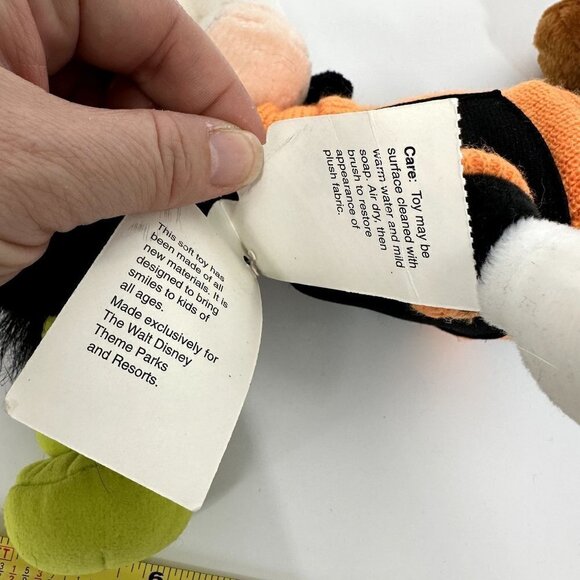 This soft toy has
been made of all
new materials. It is
designed to bring
smiles to kids of
all ages.
Made exclusively for
The Walt Disney
Theme Parks
and Resorts.
Care: Toy may be
surface cleaned with
warm water and mild
soap. Air dry, then
brush to restore
appearance of
plush fabric.
6